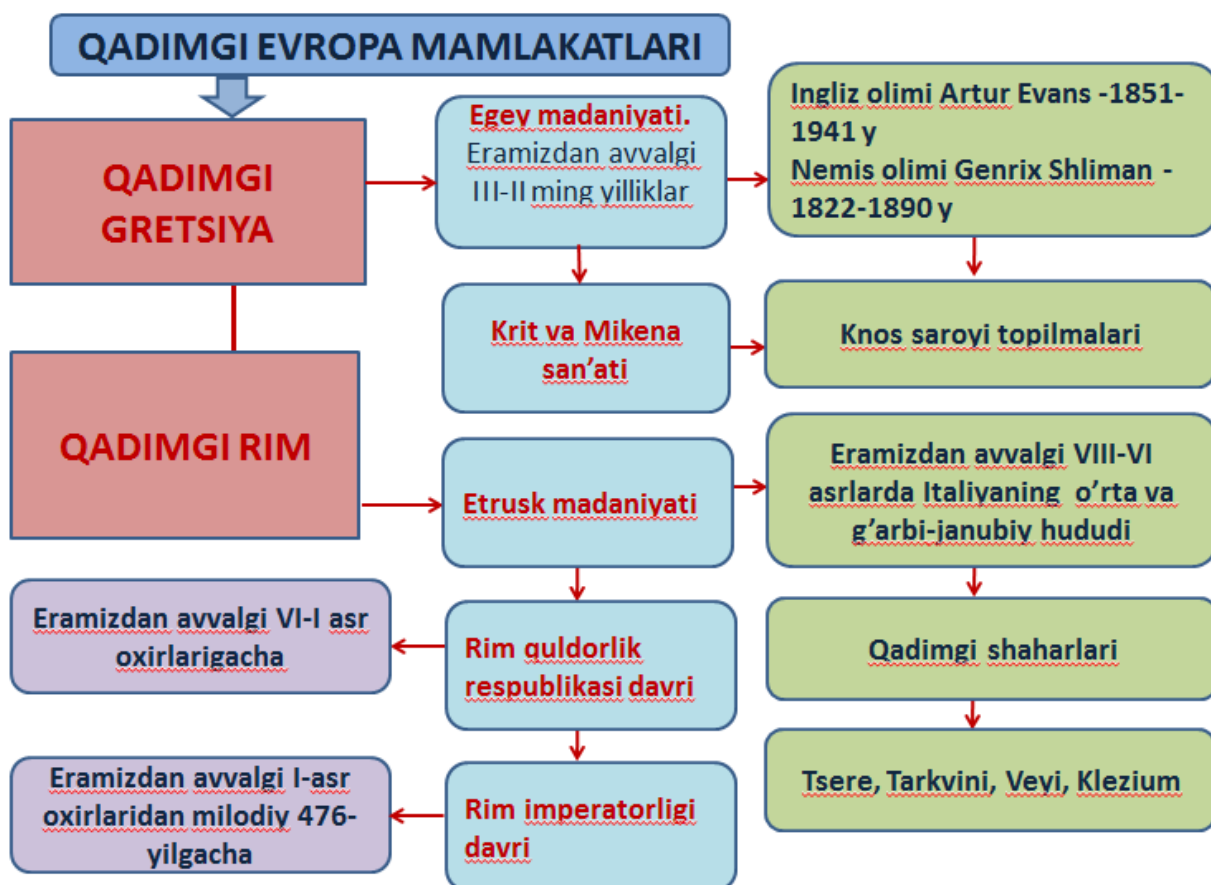 QADIMGI EVROPA MAMLAKATLARI
QADIMGI
GRETSIYA
Egey madaniyati.
Eramizdan avvalgi
III-II ming yilliklar
Ingliz olimi Artur Evans -1851-
1941 y
Nemis olimi Genrix Shliman -
1822-1890 y
Krit va Mikena
san’ati
Knos saroyi topilmalari
QADIMGI RIM
Etrusk madaniyati
Eramizdan avvalgi VIII-VI
asrlarda Italiyaning o’rta va
g’arbi-janubiy hududi
Eramizdan avvalgi VI-I asr
oxirlarigacha
Rim quldorlik
respublikasi davri
Qadimgi shaharlari
Eramizdan avvalgi I-asr
oxirlaridan milodiy 476-
yilgacha
Rim imperatorligi
davri
Tsere, Tarkvini, Veyi, Klezium